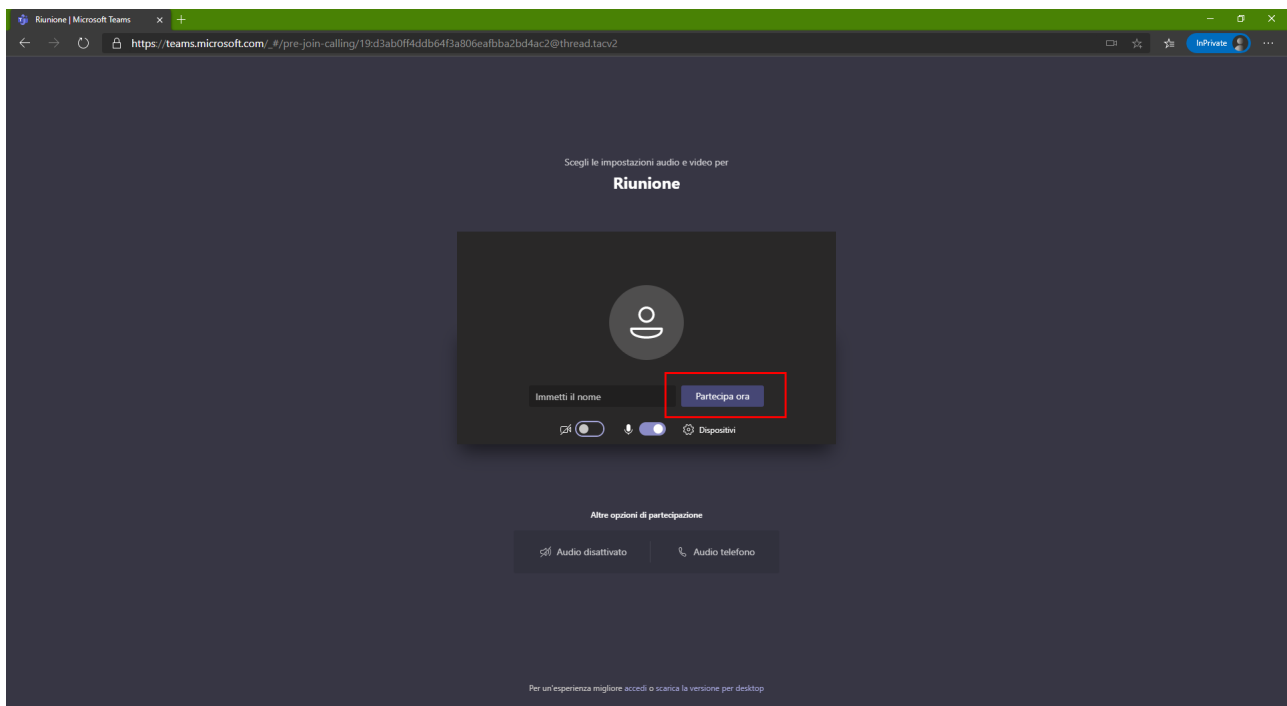 Riunione | Microsoft Teams
https://teams.microsoft.com/_#/pre-join-calling/19:d3ab0ff4ddb64f3a806eafbba2bd4ac2@thread.tacv2
InPrivate
Scegli le impostazioni audio e video per
Riunione
Immetti il nome
Partecipa ora
Dispositivi
Altre opzioni di partecipazione
Audio disattivato
Audio telefono
Per un'esperienza migliore accedi o scarica la versione per desktop